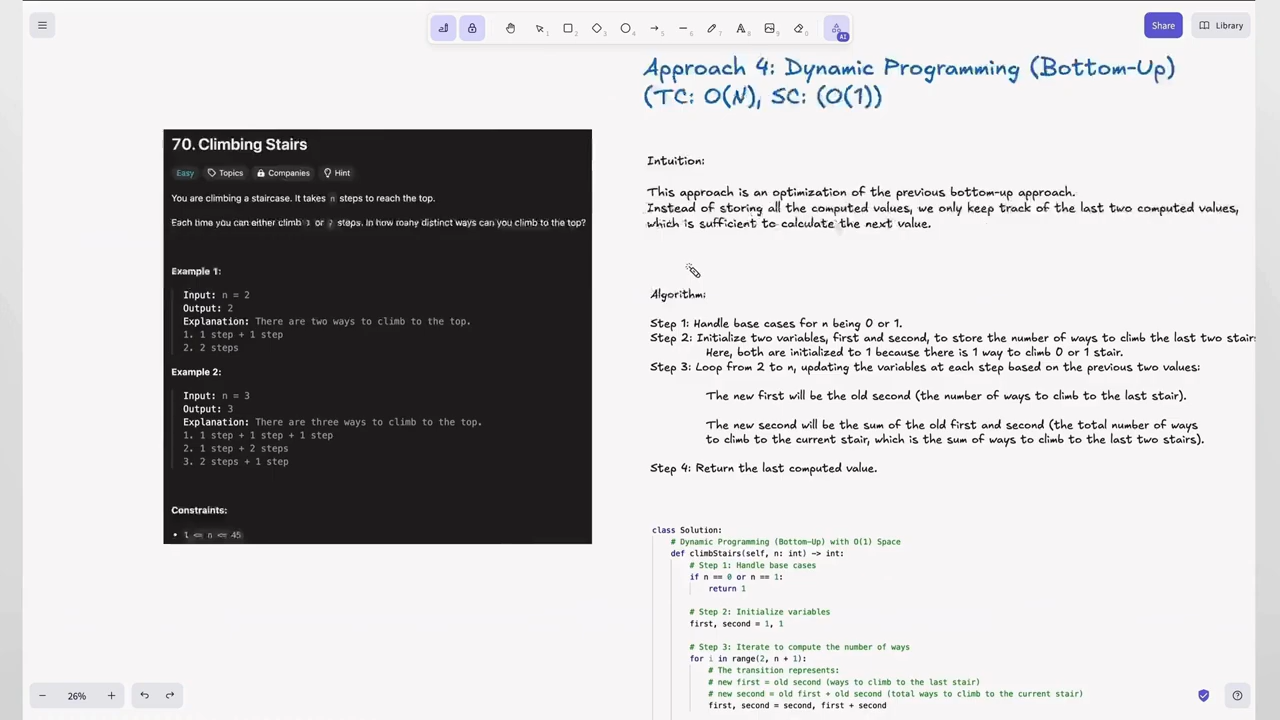 Share
Library
1
2
3
4
5
6
7
8
9
0
AI
Approach 4: Dynamic Programming (Bottom-Up)
(TC: O(N), SC: (O(1))
70. Climbing Stairs
Easy Topics Companies Hint
You are climbing a staircase. It takes n steps to reach the top.
Each time you can either climb 1 or 2 steps. In how many distinct ways can you climb to the top?
Example 1:
Input: n = 2
Output: 2
Explanation: There are two ways to climb to the top.
1. 1 step + 1 step
2. 2 steps
Example 2:
Input: n = 3
Output: 3
Explanation: There are three ways to climb to the top.
1. 1 step + 1 step + 1 step
2. 1 step + 2 steps
3. 2 steps + 1 step
Constraints:
• 1 <= n <= 45
Intuition:
This approach is an optimization of the previous bottom-up approach.
Instead of storing all the computed values, we only keep track of the last two computed values,
which is sufficient to calculate the next value.
Algorithm:
Step 1: Handle base cases for n being 0 or 1.
Step 2: Initialize two variables, first and second, to store the number of ways to climb the last two stairs
Here, both are initialized to 1 because there is 1 way to climb 0 or 1 stair.
Step 3: Loop from 2 to n, updating the variables at each step based on the previous two values:
The new first will be the old second (the number of ways to climb to the last stair).
The new second will be the sum of the old first and second (the total number of ways
to climb to the current stair, which is the sum of ways to climb to the last two stairs).
Step 4: Return the last computed value.
class Solution:
# Dynamic Programming (Bottom-Up) with O(1) Space
def climbStairs(self, n: int) -> int:
# Step 1: Handle base cases
if n == 0 or n == 1:
return 1
# Step 2: Initialize variables
first, second = 1, 1
# Step 3: Iterate to compute the number of ways
for i in range(2, n + 1):
# The transition represents:
# new first = old second (ways to climb to the last stair)
# new second = old first + old second (total ways to climb to the current stair)
first, second = second, first + second
26%